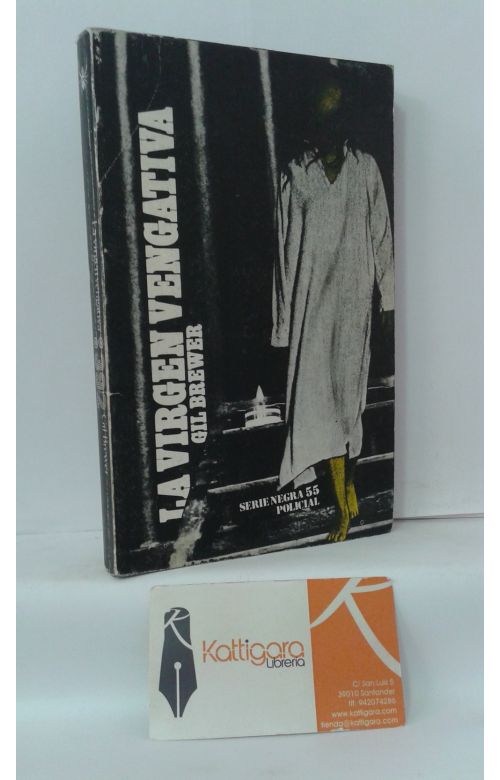 LA VIRGEN VENGATIVA
GIL BREWER
SERIE NEGRA 55
POLICIAL
Kattigara
Librería
C/ San Luis 5
39010 Santander
tlf: 942074286
www.kattigara.com
tienda@kattigara.com